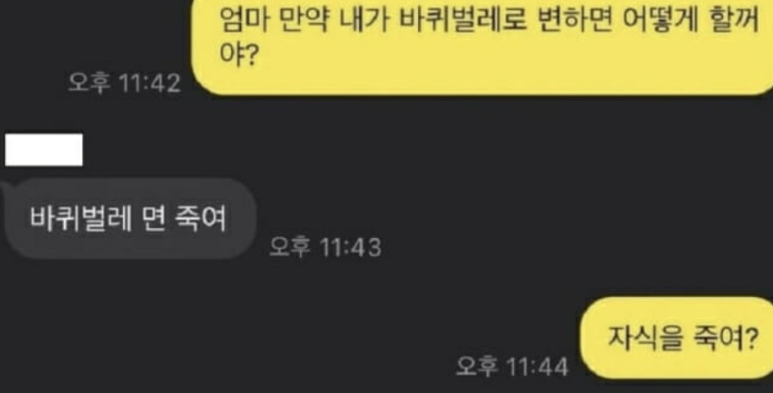 엄마 만약 내가 바퀴벌레로 변하면 어떻게 할꺼
야?
오후 11:42
바퀴벌레 면 죽여
오후 11:43
자식을 죽여?
오후 11:44